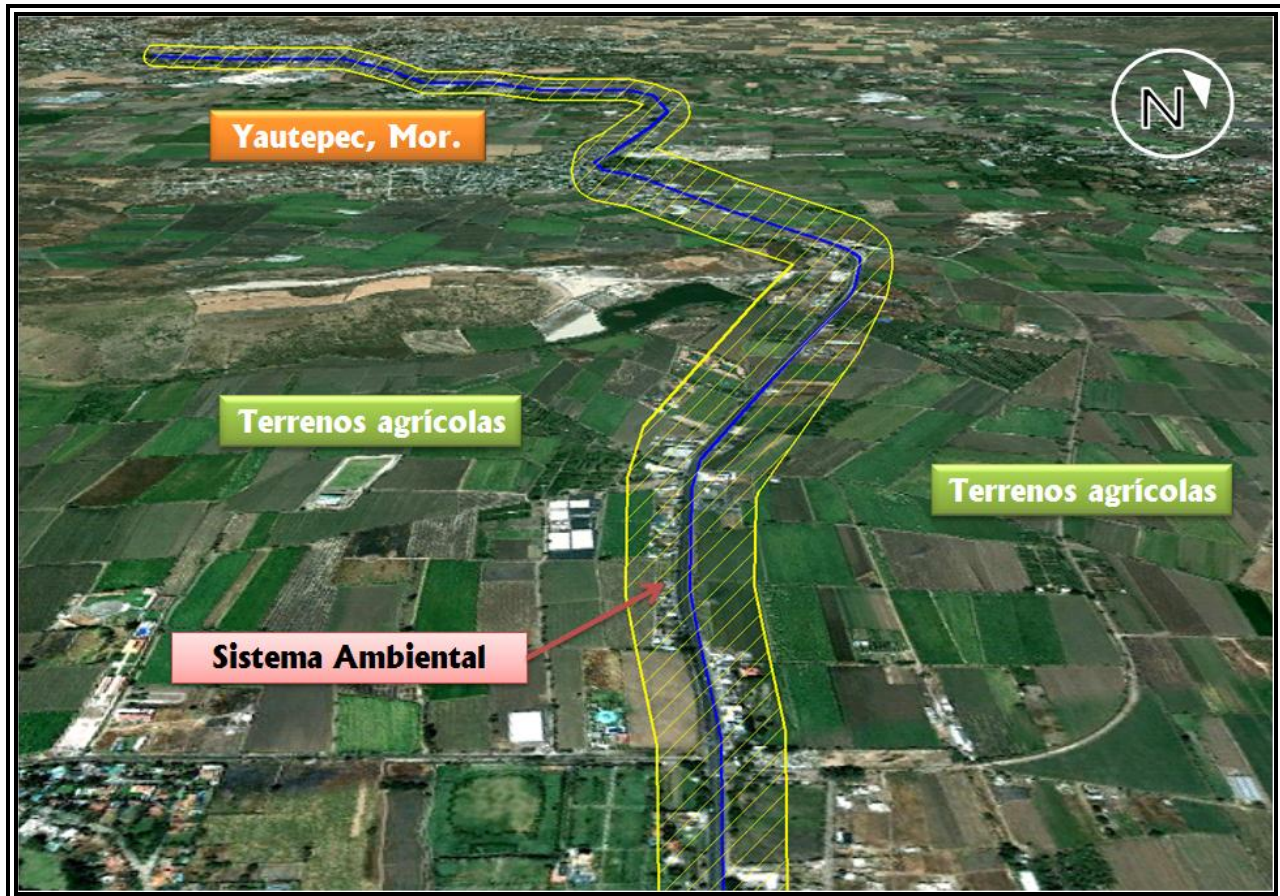 N
Yautepec, Mor.
Terrenos agrícolas
Terrenos agrícolas
Sistema Ambiental